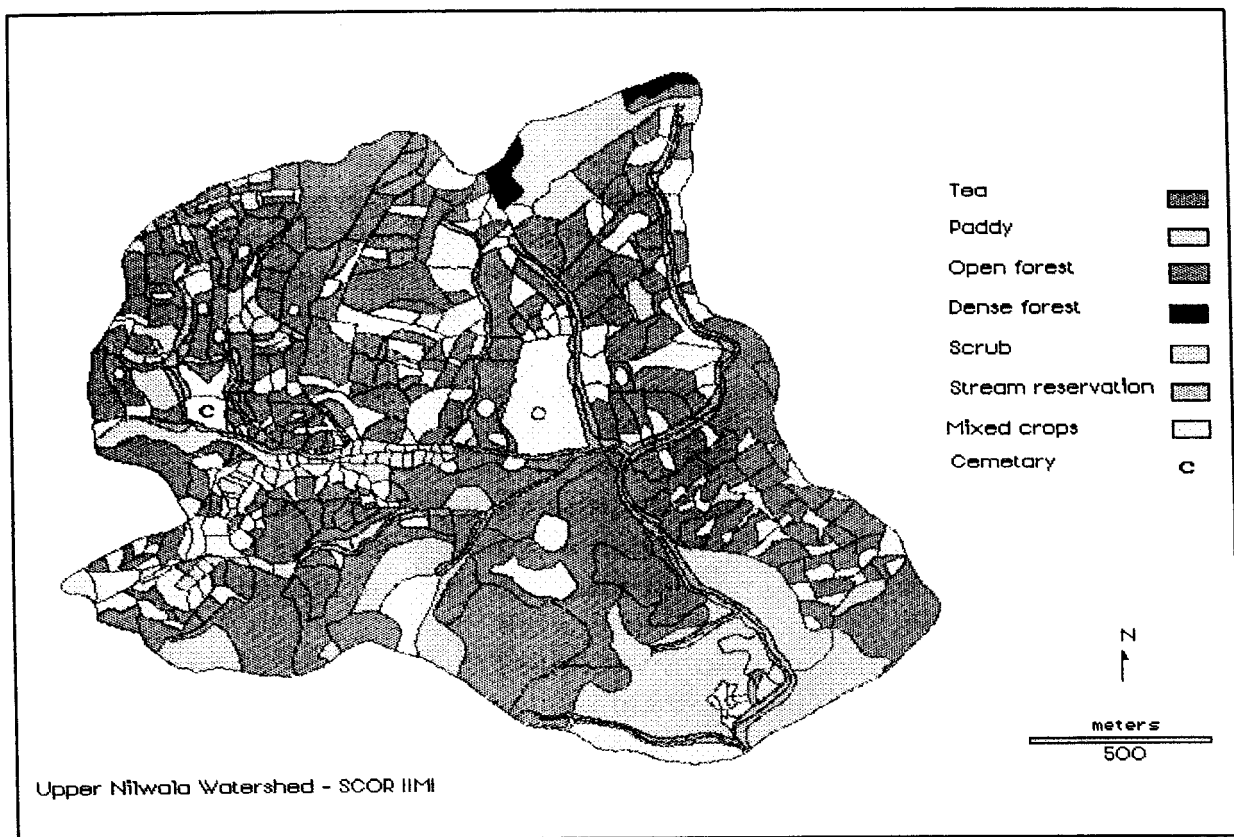 Tea
Paddy
Open forest
Dense forest
Scrub
Stream reservation
Mixed crops
Cemetary C
C
C
N
meters
500
Upper Nilwala Watershed - SCOR IIMI